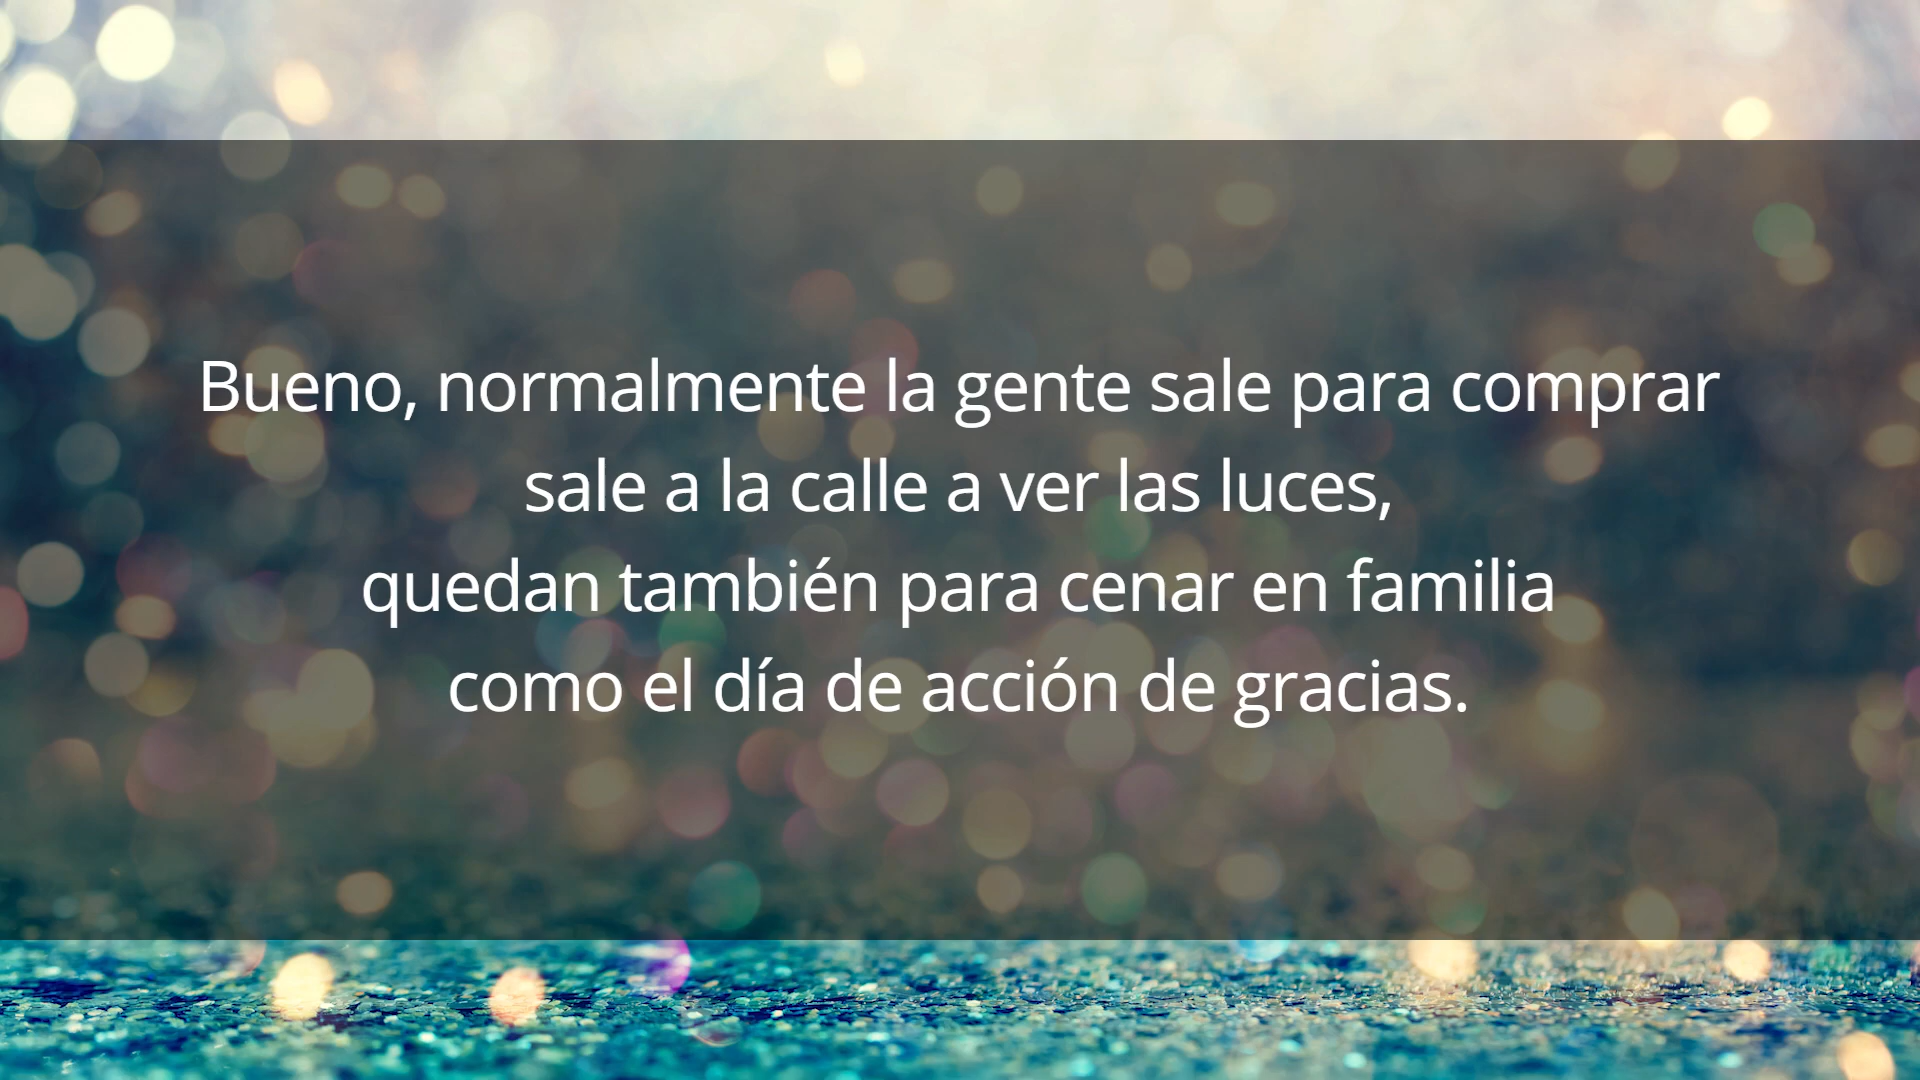 Bueno, normalmente la gente sale para comprar
sale a la calle a ver las luces,
quedan también para cenar en familia
como el día de acción de gracias.